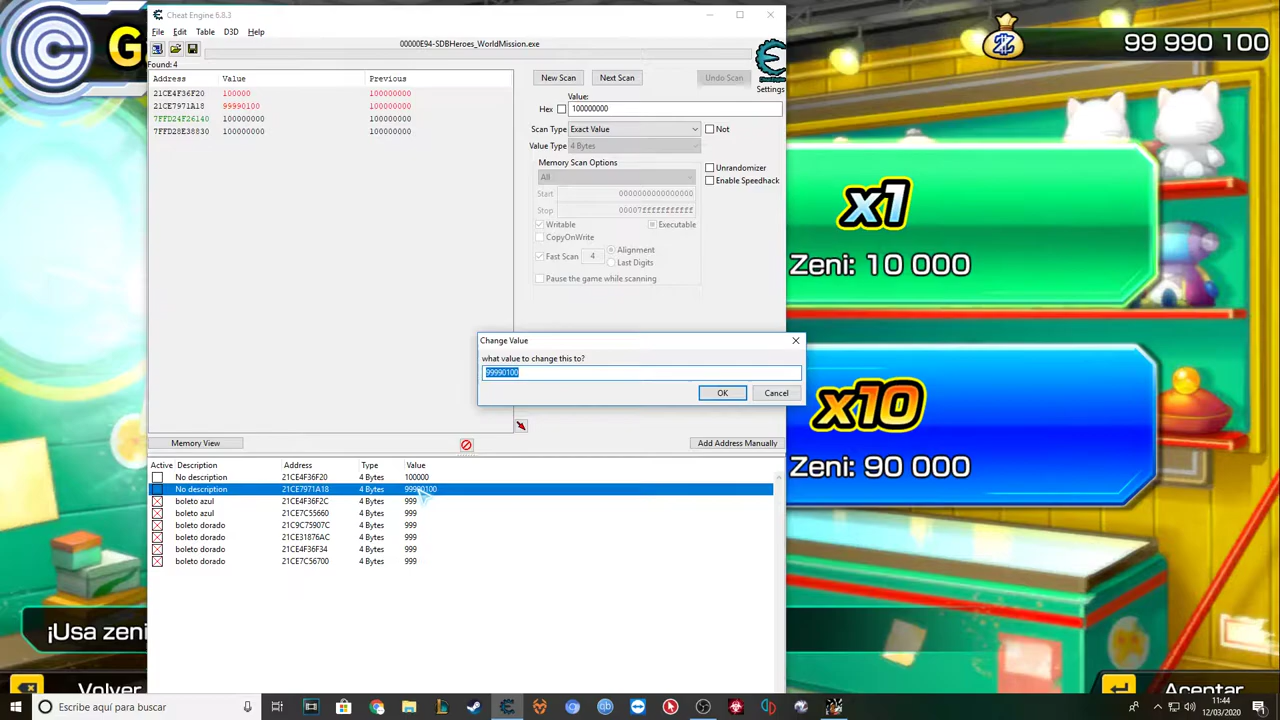 Cheat Engine 6.8.3
File Edit Table D3D Help
00000E94-SDBHeroes_WorldMission.exe
Found: 4
Address Value Previous
21CE4F36F20 100000 100000000
21CE7971A18 99990100 100000000
7FFD24F26140 100000000 100000000
7FFD28E38830 100000000 100000000
New Scan Next Scan Undo Scan
Settings
Value:
Hex 100000000
Scan Type Exact Value Not
Value Type 4 Bytes
Memory Scan Options
All
Start 0000000000000000
Stop 00007fffffffffff
Writable Executable
CopyOnWrite
Fast Scan 4 Alignment
Last Digits
Pause the game while scanning
Unrandomizer
Enable Speedhack
Change Value
what value to change this to?
99990100
OK Cancel
Memory View Add Address Manually
Active Description Address Type Value
No description 21CE4F36F20 4 Bytes 100000
No description 21CE7971A18 4 Bytes 99990100
boleto azul 21CE4F36F2C 4 Bytes 999
boleto azul 21CE7C55660 4 Bytes 999
boleto dorado 21C9C75907C 4 Bytes 999
boleto dorado 21CE31876AC 4 Bytes 999
boleto dorado 21CE4F36F34 4 Bytes 999
boleto dorado 21CE7C56700 4 Bytes 999
G
99 990 100
x1
Zeni: 10 000
x10
Zeni: 90 000
¡Usa zeni
Volver
Aceptar
Escribe aquí para buscar
11:44
12/03/2020